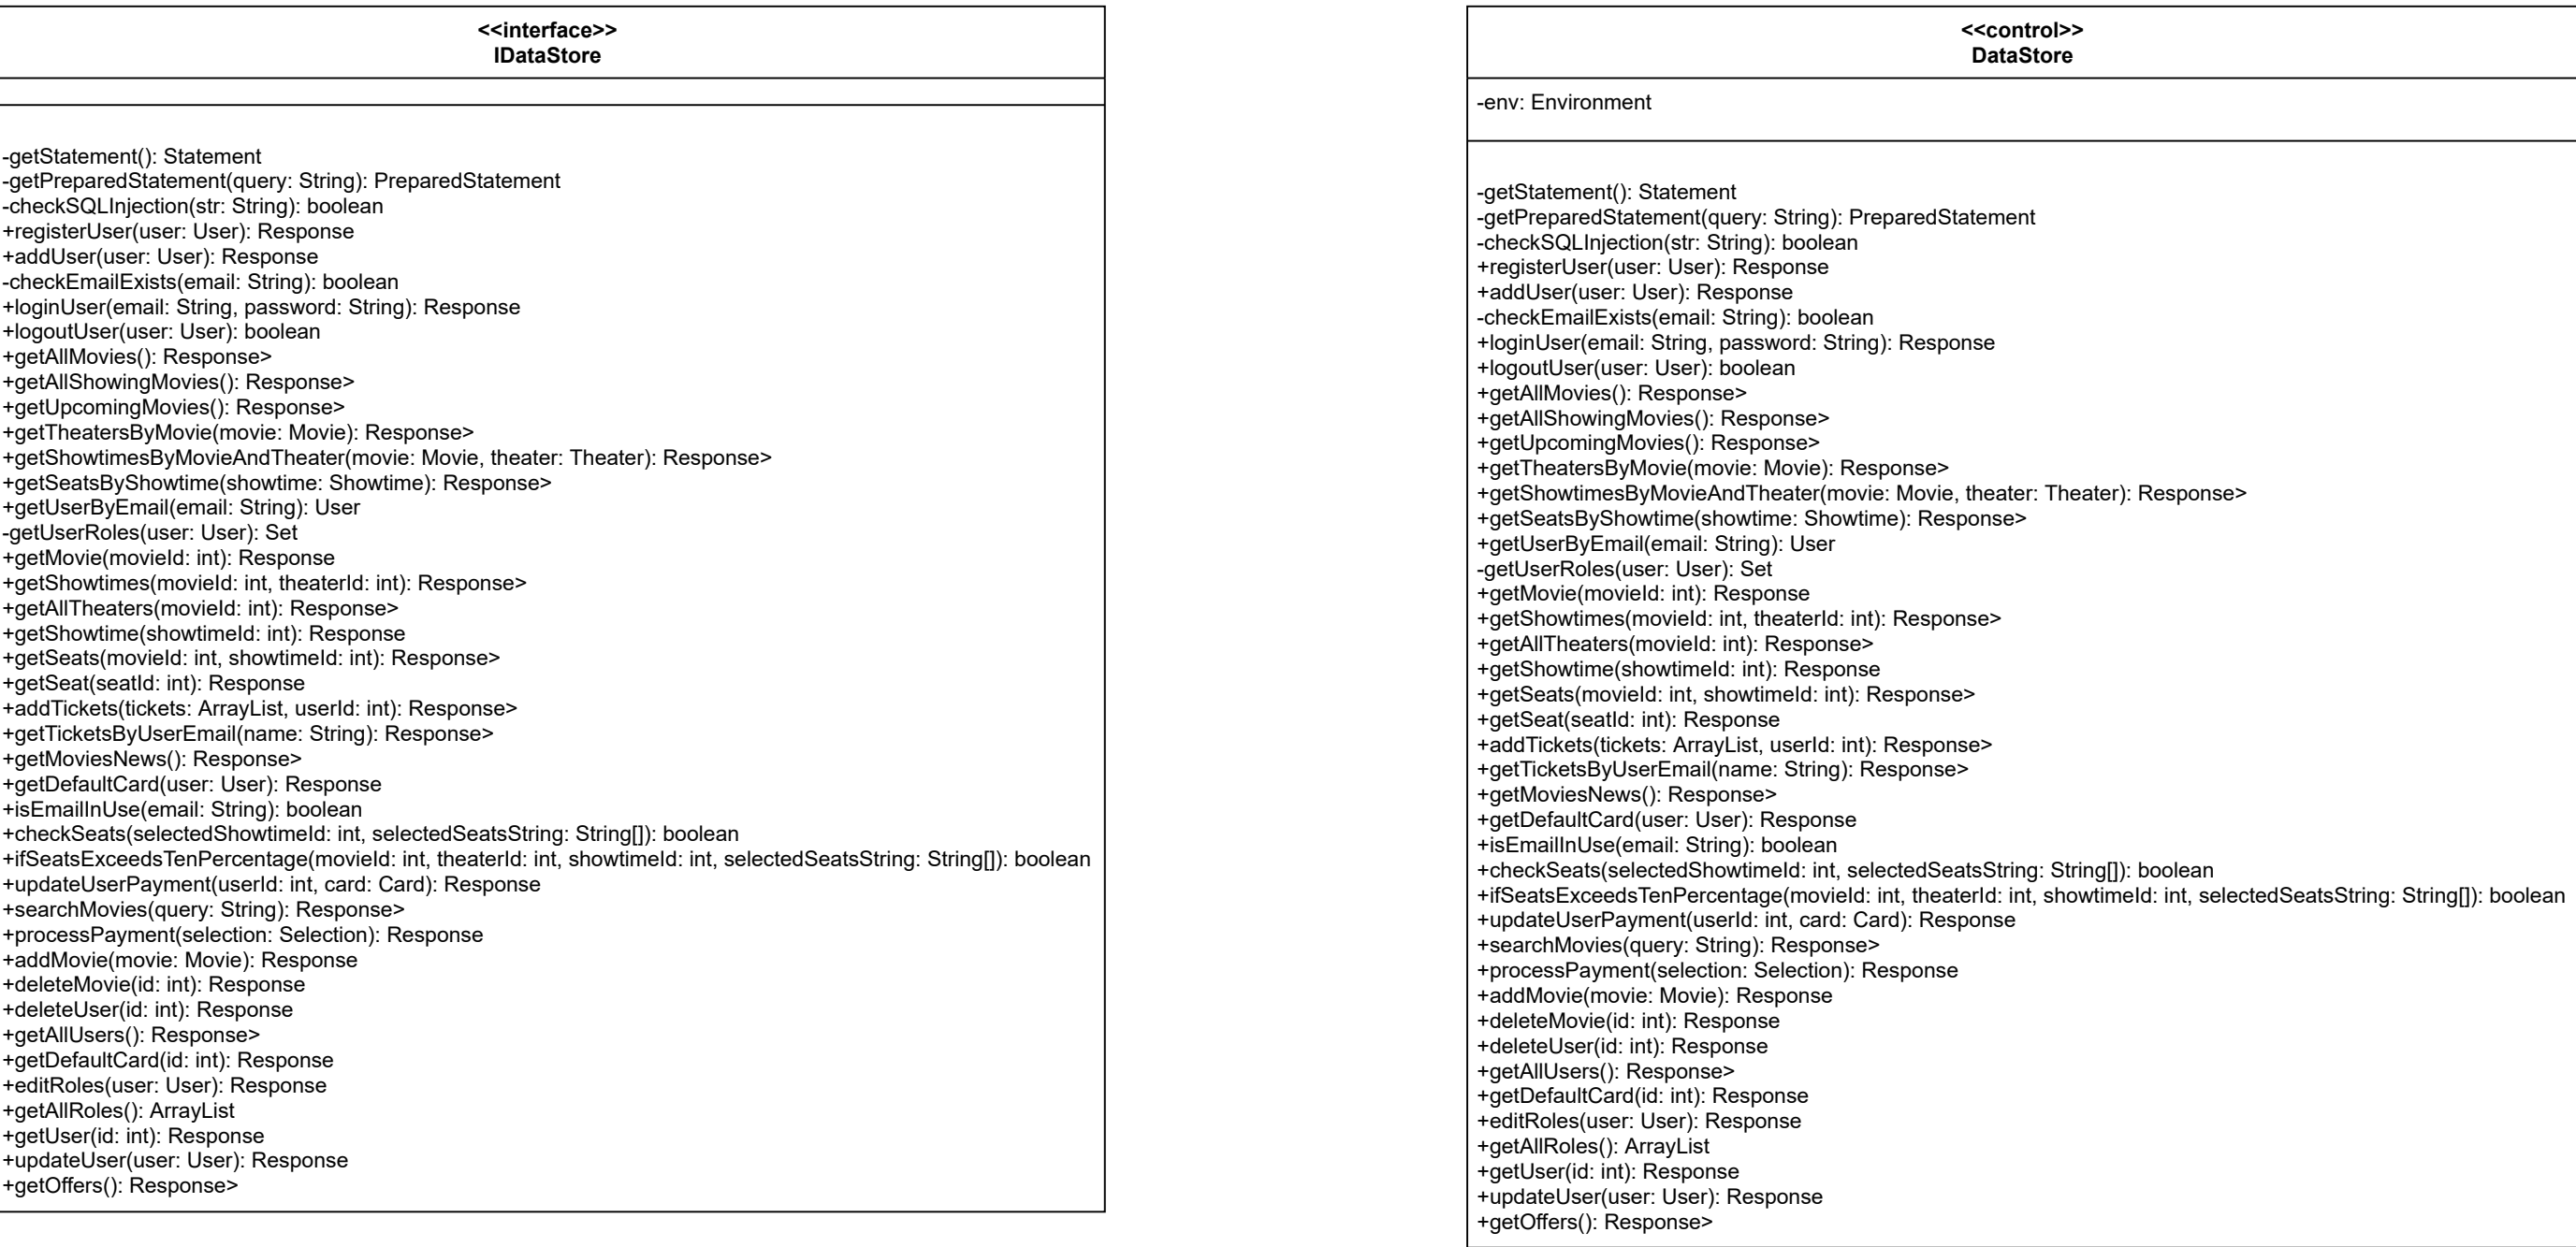 <<interface>>
IDataStore
-getStatement(): Statement
-getPreparedStatement(query: String): PreparedStatement
-checkSQLInjection(str: String): boolean
+registerUser(user: User): Response
+addUser(user: User): Response
-checkEmailExists(email: String): boolean
+loginUser(email: String, password: String): Response
+logoutUser(user: User): boolean
+getAllMovies(): Response>
+getAllShowingMovies(): Response>
+getUpcomingMovies(): Response>
+getTheatersByMovie(movie: Movie): Response>
+getShowtimesByMovieAndTheater(movie: Movie, theater: Theater): Response>
+getSeatsByShowtime(showtime: Showtime): Response>
+getUserByEmail(email: String): User
-getUserRoles(user: User): Set
+getMovie(movieId: int): Response
+getShowtimes(movieId: int, theaterId: int): Response>
+getAllTheaters(movieId: int): Response>
+getShowtime(showtimeId: int): Response
+getSeats(movieId: int, showtimeId: int): Response>
+getSeat(seatId: int): Response
+addTickets(tickets: ArrayList, userId: int): Response>
+getTicketsByUserEmail(name: String): Response>
+getMoviesNews(): Response>
+getDefaultCard(user: User): Response
+isEmailInUse(email: String): boolean
+checkSeats(selectedShowtimeId: int, selectedSeatsString: String[]): boolean
+ifSeatsExceedsTenPercentage(movieId: int, theaterId: int, showtimeId: int, selectedSeatsString: String[]): boolean
+updateUserPayment(userId: int, card: Card): Response
+searchMovies(query: String): Response>
+processPayment(selection: Selection): Response
+addMovie(movie: Movie): Response
+deleteMovie(id: int): Response
+deleteUser(id: int): Response
+getAllUsers(): Response>
+getDefaultCard(id: int): Response
+editRoles(user: User): Response
+getAllRoles(): ArrayList
+getUser(id: int): Response
+updateUser(user: User): Response
+getOffers(): Response>
<<control>>
DataStore
-env: Environment
-getStatement(): Statement
-getPreparedStatement(query: String): PreparedStatement
-checkSQLInjection(str: String): boolean
+registerUser(user: User): Response
+addUser(user: User): Response
-checkEmailExists(email: String): boolean
+loginUser(email: String, password: String): Response
+logoutUser(user: User): boolean
+getAllMovies(): Response>
+getAllShowingMovies(): Response>
+getUpcomingMovies(): Response>
+getTheatersByMovie(movie: Movie): Response>
+getShowtimesByMovieAndTheater(movie: Movie, theater: Theater): Response>
+getSeatsByShowtime(showtime: Showtime): Response>
+getUserByEmail(email: String): User
-getUserRoles(user: User): Set
+getMovie(movieId: int): Response
+getShowtimes(movieId: int, theaterId: int): Response>
+getAllTheaters(movieId: int): Response>
+getShowtime(showtimeId: int): Response
+getSeats(movieId: int, showtimeId: int): Response>
+getSeat(seatId: int): Response
+addTickets(tickets: ArrayList, userId: int): Response>
+getTicketsByUserEmail(name: String): Response>
+getMoviesNews(): Response>
+getDefaultCard(user: User): Response
+isEmailInUse(email: String): boolean
+checkSeats(selectedShowtimeId: int, selectedSeatsString: String[]): boolean
+ifSeatsExceedsTenPercentage(movieId: int, theaterId: int, showtimeId: int, selectedSeatsString: String[]): boolean
+updateUserPayment(userId: int, card: Card): Response
+searchMovies(query: String): Response>
+processPayment(selection: Selection): Response
+addMovie(movie: Movie): Response
+deleteMovie(id: int): Response
+deleteUser(id: int): Response
+getAllUsers(): Response>
+getDefaultCard(id: int): Response
+editRoles(user: User): Response
+getAllRoles(): ArrayList
+getUser(id: int): Response
+updateUser(user: User): Response
+getOffers(): Response>